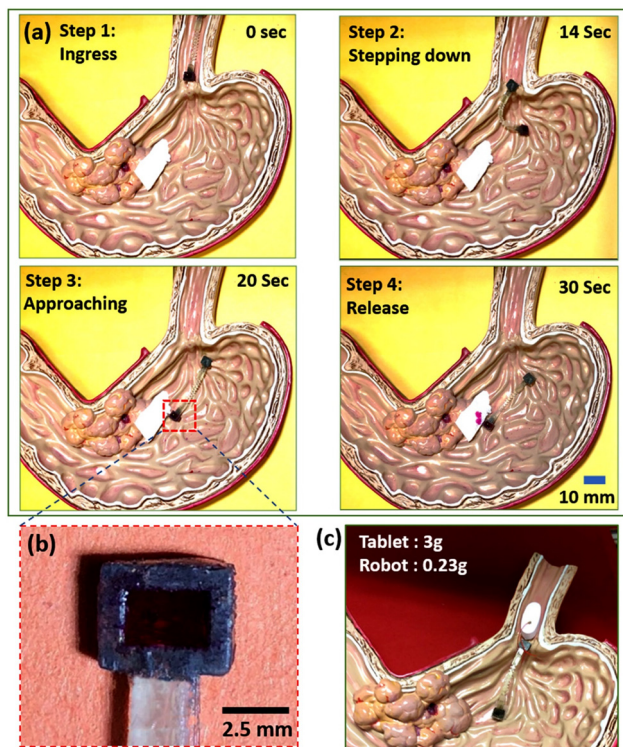 (a) Step 1:
Ingress
0 sec
Step 2:
Stepping down
14 Sec
Step 3:
Approaching
20 Sec
Step 4:
Release
30 Sec
10 mm
(b)
2.5 mm
(c)
Tablet : 3g
Robot : 0.23g